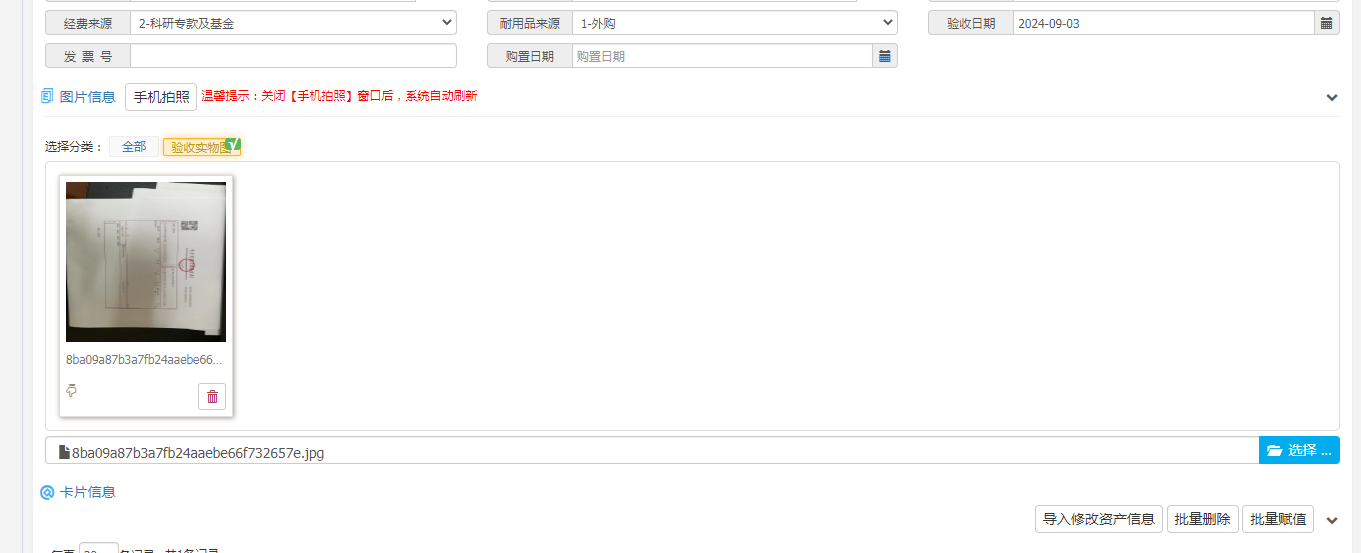 经费来源 2-科研专款及基金 耐用品来源 1-外购 验收日期 2024-09-03
发 票 号 购置日期 购置日期
图片信息 手机拍照 温馨提示：关闭【手机拍照】窗口后，系统自动刷新
选择分类： 全部 验收实物图
8ba09a87b3a7fb24aaebe66...
8ba09a87b3a7fb24aaebe66f732657e.jpg 选择 ...
卡片信息
导入修改资产信息 批量删除 批量赋值